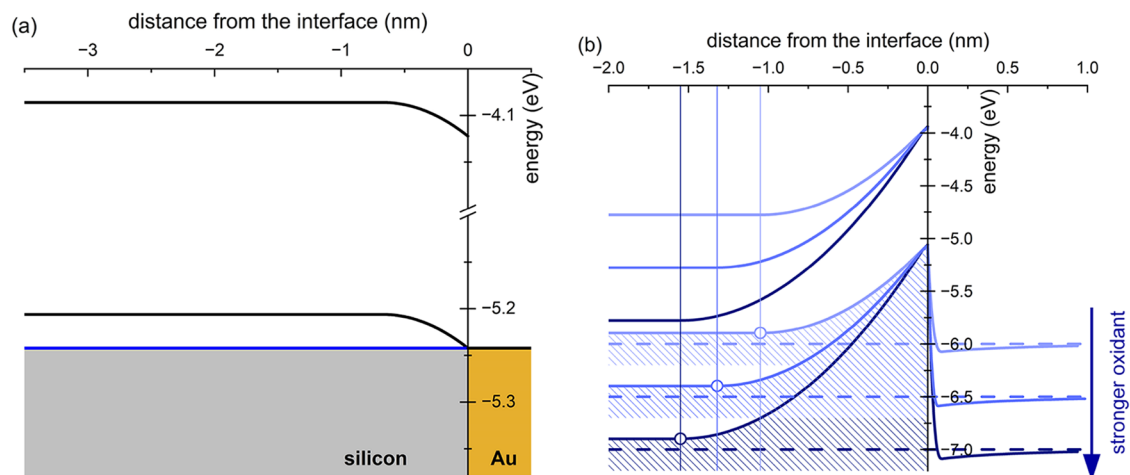 (a)
distance from the interface (nm)
−3 −2 −1 0
−4.1
energy (eV)
−5.2
−5.3
silicon Au
(b)
distance from the interface (nm)
−2.0 −1.5 −1.0 −0.5 0.0 0.5 1.0
energy (eV)
−4.0
−4.5
−5.0
−5.5
−6.0
−6.5
−7.0
stronger oxidant